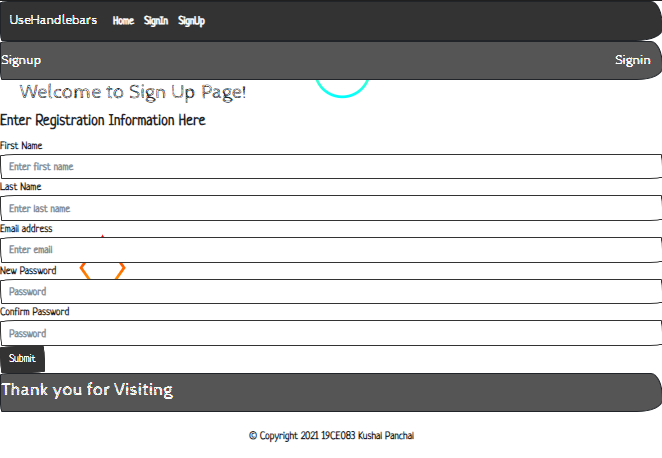 UseHandlebars Home SignIn SignUp
Signup Signin
Welcome to Sign Up Page!
Enter Registration Information Here
First Name
Enter first name
Last Name
Enter last name
Email address
Enter email
New Password
Password
Confirm Password
Password
Submit
Thank you for Visiting
© Copyright 2021 19CE083 Kushal Panchal